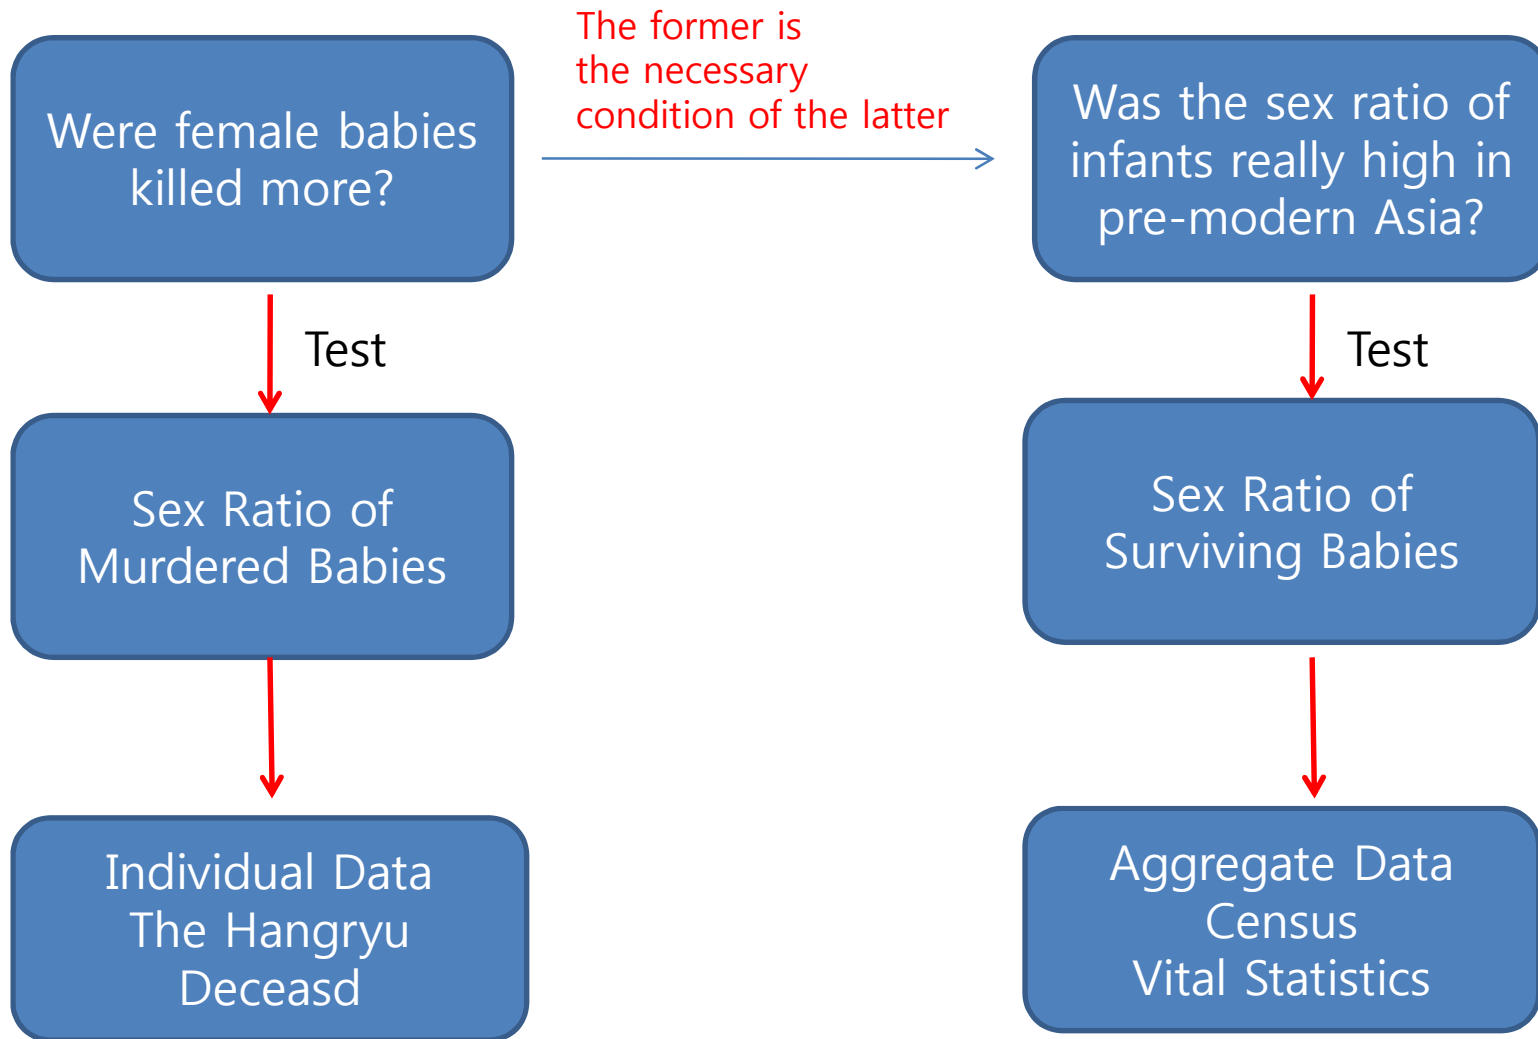 Were female babies
killed more?
The former is
the necessary
condition of the latter
Was the sex ratio of
infants really high in
pre-modern Asia?
Test
Test
Sex Ratio of
Murdered Babies
Sex Ratio of
Surviving Babies
Individual Data
The Hangryu
Deceasd
Aggregate Data
Census
Vital Statistics